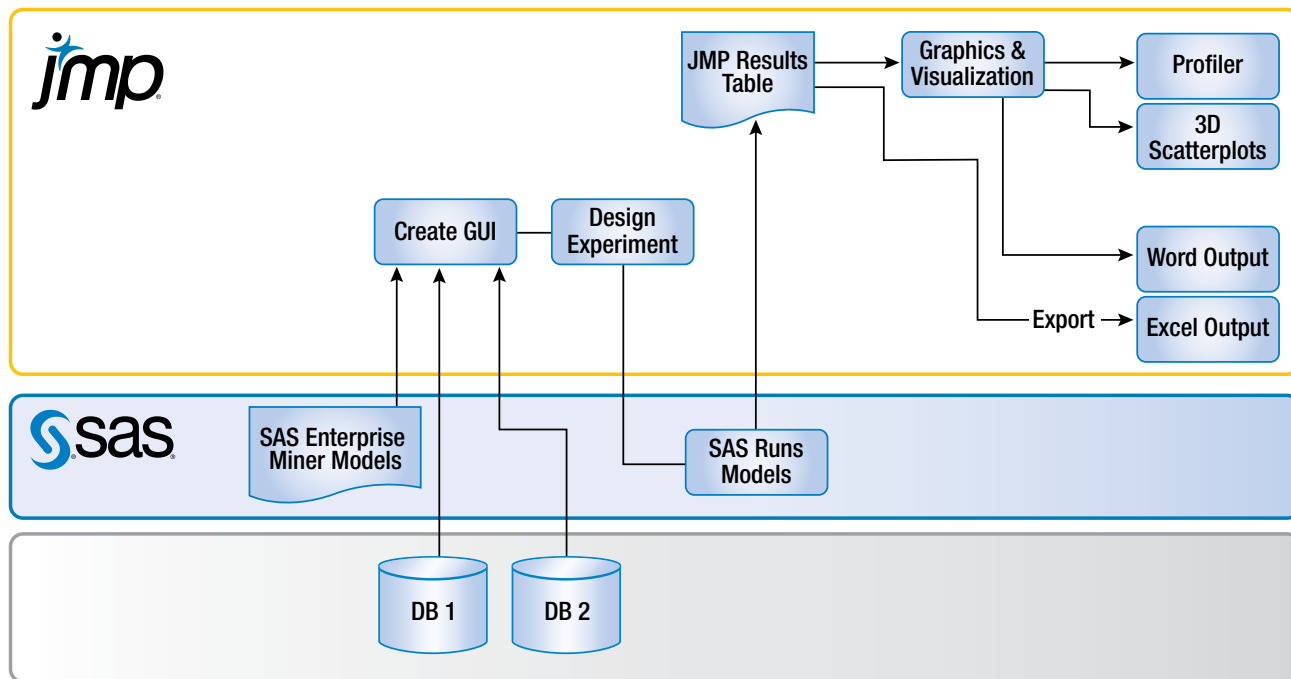 jmp
®
JMP Results
Table
Graphics &
Visualization
Profiler
3D
Scatterplots
Create GUI
Design
Experiment
Word Output
Export
Excel Output
sas
®
®
SAS Enterprise
Miner Models
SAS Runs
Models
DB 1
DB 2